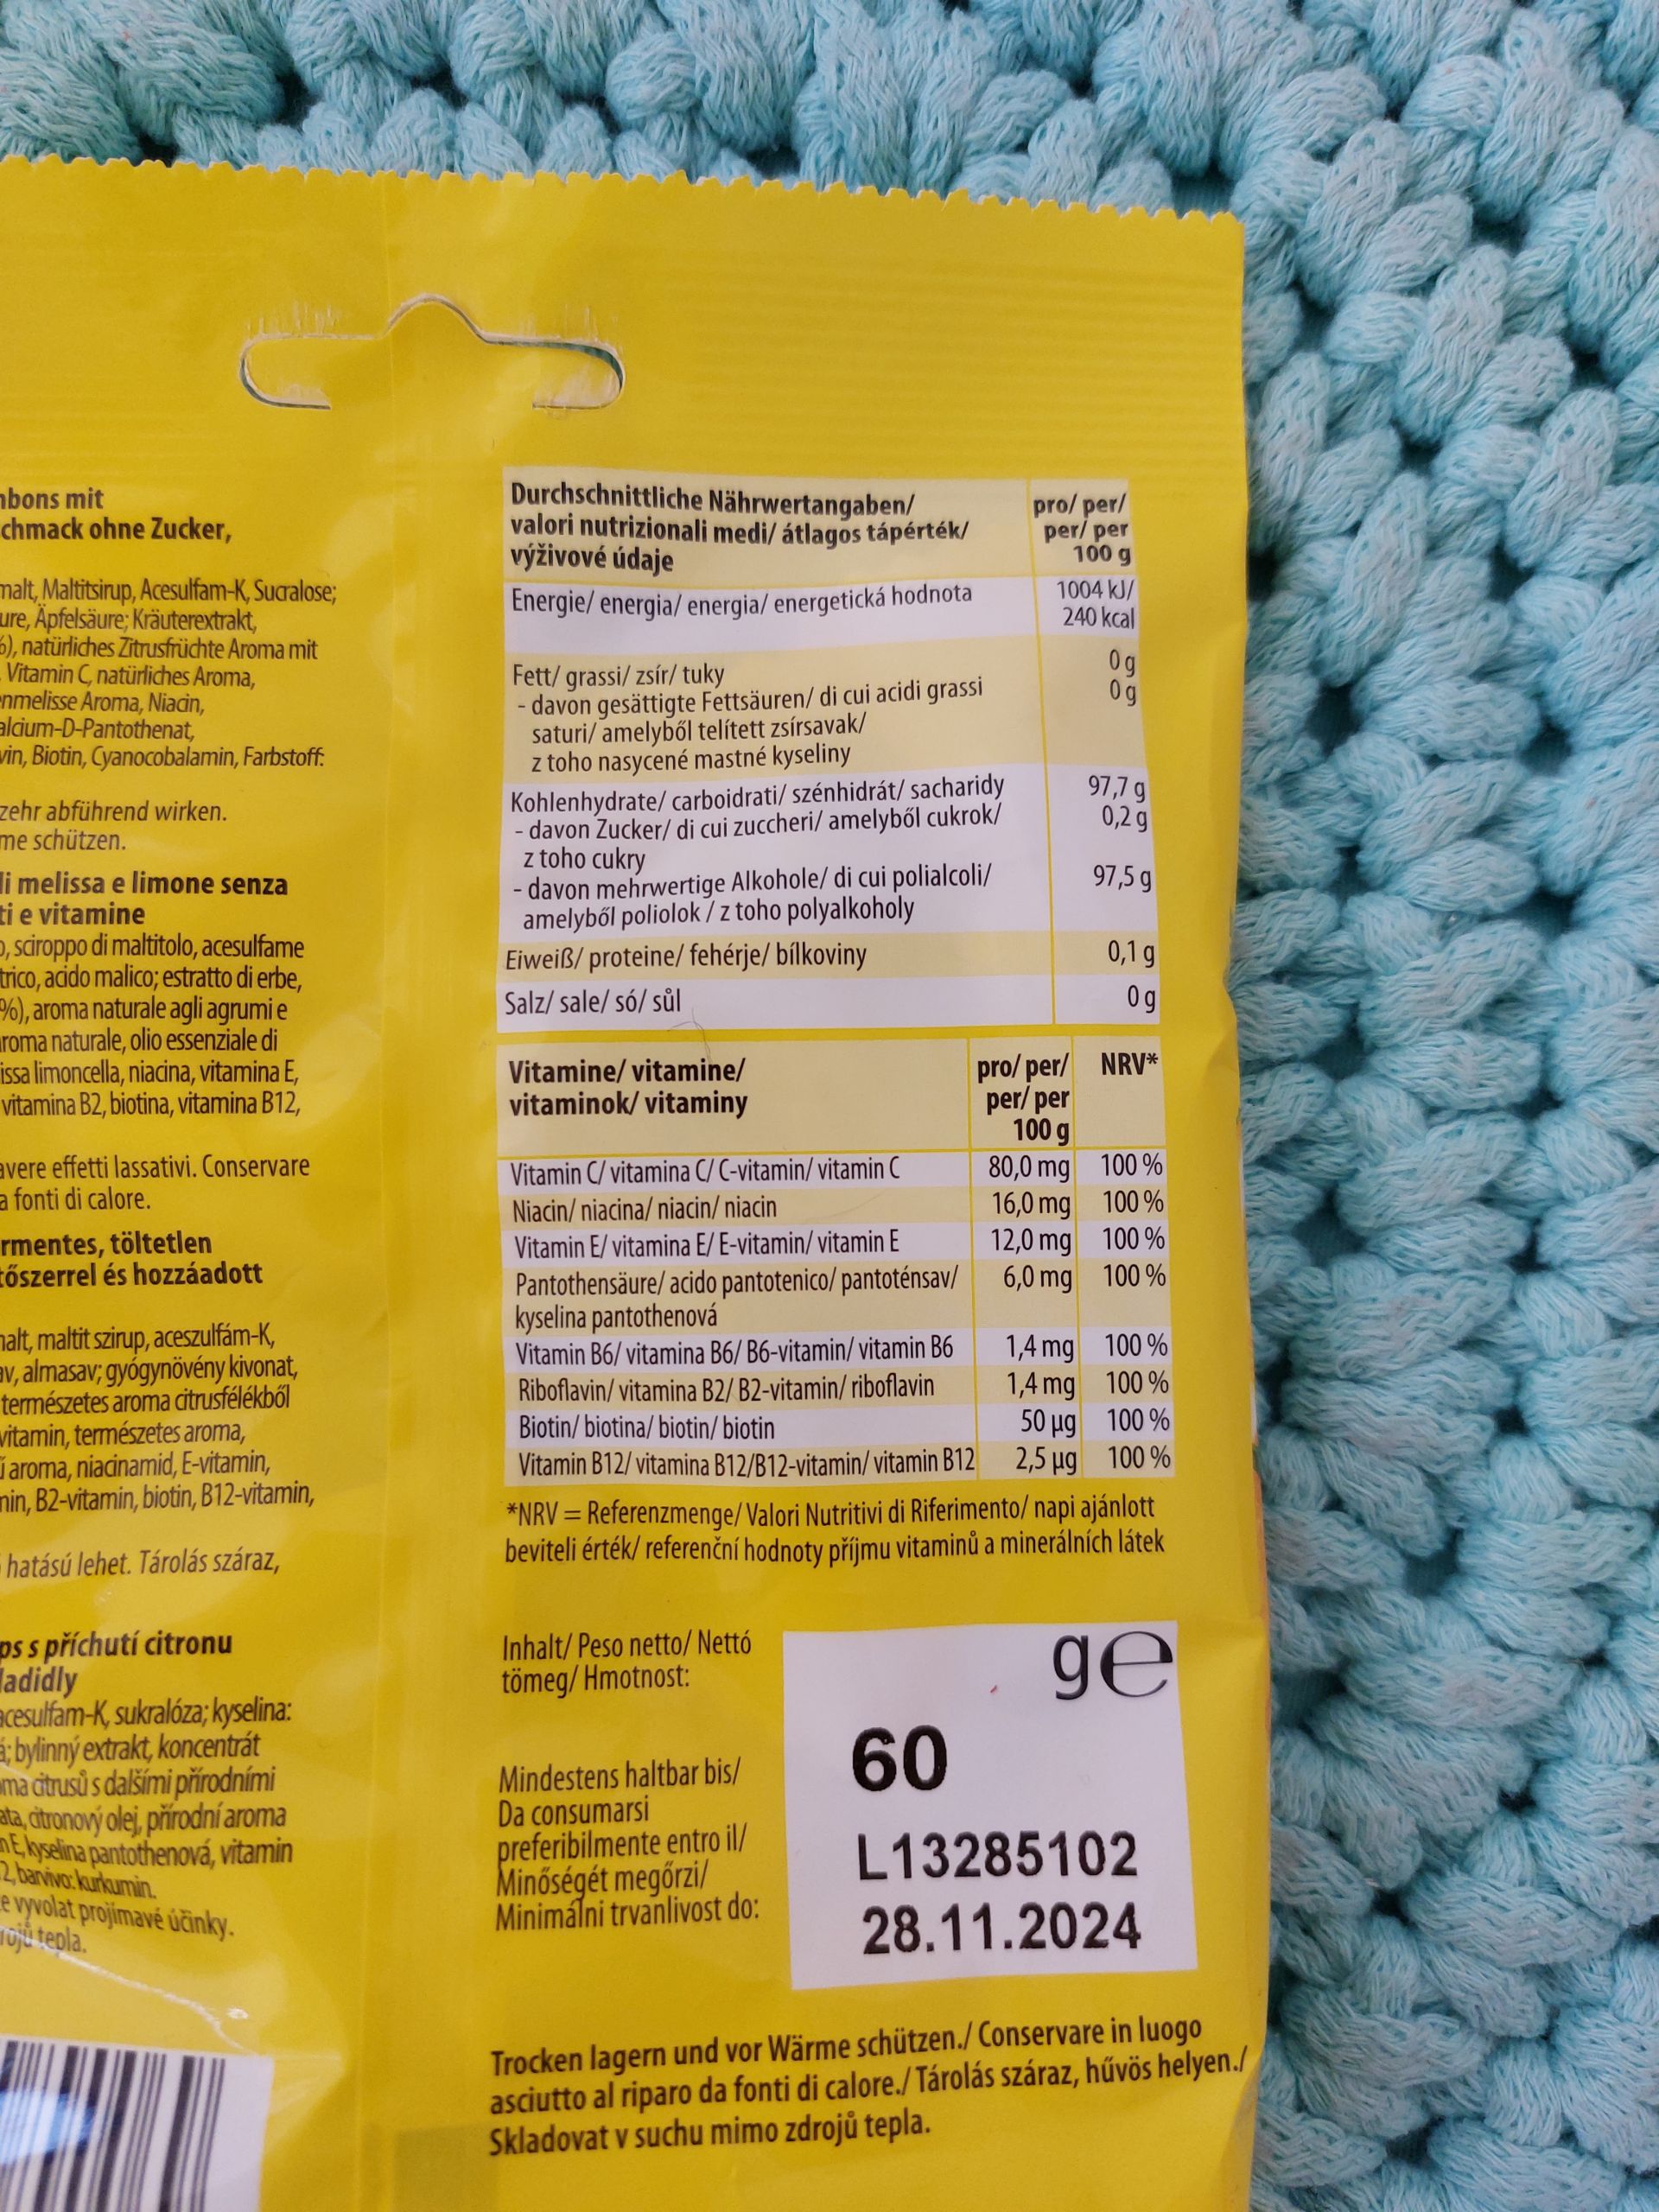 bons mit
chmack ohne Zucker,
malt, Maltitsirup, Acesulfam-K, Sucralose;
ure, Äpfelsäure; Kräuterextrakt,
%), natürliches Zitrusfrüchte Aroma mit
Vitamin C, natürliches Aroma,
nmelisse Aroma, Niacin,
alcium-D-Pantothenat,
vin, Biotin, Cyanocobalamin, Farbstoff:
zehr abführend wirken.
me schützen.
li melissa e limone senza
ti e vitamine
o, sciroppo di maltitolo, acesulfame
trico, acido malico; estratto di erbe,
%), aroma naturale agli agrumi e
roma naturale, olio essenziale di
issa limoncella, niacina, vitamina E,
vitamina B2, biotina, vitamina B12,
avere effetti lassativi. Conservare
a fonti di calore.
rmentes, töltetlen
tőszerrel és hozzáadott
malt, maltit szirup, aceszulfám-K,
av, almasav; gyógynövény kivonat,
természetes aroma citrusfélékből
vitamin, természetes aroma,
ű aroma, niacinamid, E-vitamin,
min, B2-vitamin, biotin, B12-vitamin,
hatású lehet. Tárolás száraz,
ps s příchutí citronu
ladidly
acesulfam-K, sukralóza; kyselina:
á; bylinný extrakt, koncentrát
ma citrusů s dalšími přírodními
ata, citronový olej, přírodní aroma
n E, kyselina pantothenová, vitamin
2, barvivo: kurkumin.
e vyvolat projímavé účinky.
rojů tepla.
Durchschnittliche Nährwertangaben/ pro/ per/
valori nutrizionali medi/ átlagos tápérték/ per/ per
výživové údaje 100 g
Energie/ energia/ energia/ energetická hodnota 1004 kJ/
240 kcal
Fett/ grassi/ zsír/ tuky 0 g
- davon gesättigte Fettsäuren/ di cui acidi grassi 0 g
saturi/ amelyből telített zsírsavak/
z toho nasycené mastné kyseliny
Kohlenhydrate/ carboidrati/ szénhidrát/ sacharidy 97,7 g
- davon Zucker/ di cui zuccheri/ amelyből cukrok/ 0,2 g
z toho cukry
- davon mehrwertige Alkohole/ di cui polialcoli/ 97,5 g
amelyből poliolok / z toho polyalkoholy
Eiweiß/ proteine/ fehérje/ bílkoviny 0,1 g
Salz/ sale/ só/ sůl 0 g
Vitamine/ vitamine/ pro/ per/ NRV*
vitaminok/ vitaminy per/ per
100 g
Vitamin C/ vitamina C/ C-vitamin/ vitamin C 80,0 mg 100 %
Niacin/ niacina/ niacin/ niacin 16,0 mg 100 %
Vitamin E/ vitamina E/ E-vitamin/ vitamin E 12,0 mg 100 %
Pantothensäure/ acido pantotenico/ pantoténsav/ 6,0 mg 100 %
kyselina pantothenová
Vitamin B6/ vitamina B6/ B6-vitamin/ vitamin B6 1,4 mg 100 %
Riboflavin/ vitamina B2/ B2-vitamin/ riboflavin 1,4 mg 100 %
Biotin/ biotina/ biotin/ biotin 50 µg 100 %
Vitamin B12/ vitamina B12/B12-vitamin/ vitamin B12 2,5 µg 100 %
*NRV = Referenzmenge/ Valori Nutritivi di Riferimento/ napi ajánlott
beviteli érték/ referenční hodnoty příjmu vitaminů a minerálních látek
Inhalt/ Peso netto/ Nettó
tömeg/ Hmotnost:
g e
60
Mindestens haltbar bis/
Da consumarsi
preferibilmente entro il/
Minőségét megőrzi/
Minimálni trvanlivost do:
L13285102
28.11.2024
Trocken lagern und vor Wärme schützen./ Conservare in luogo
asciutto al riparo da fonti di calore./ Tárolás száraz, hűvös helyen./
Skladovat v suchu mimo zdrojů tepla.